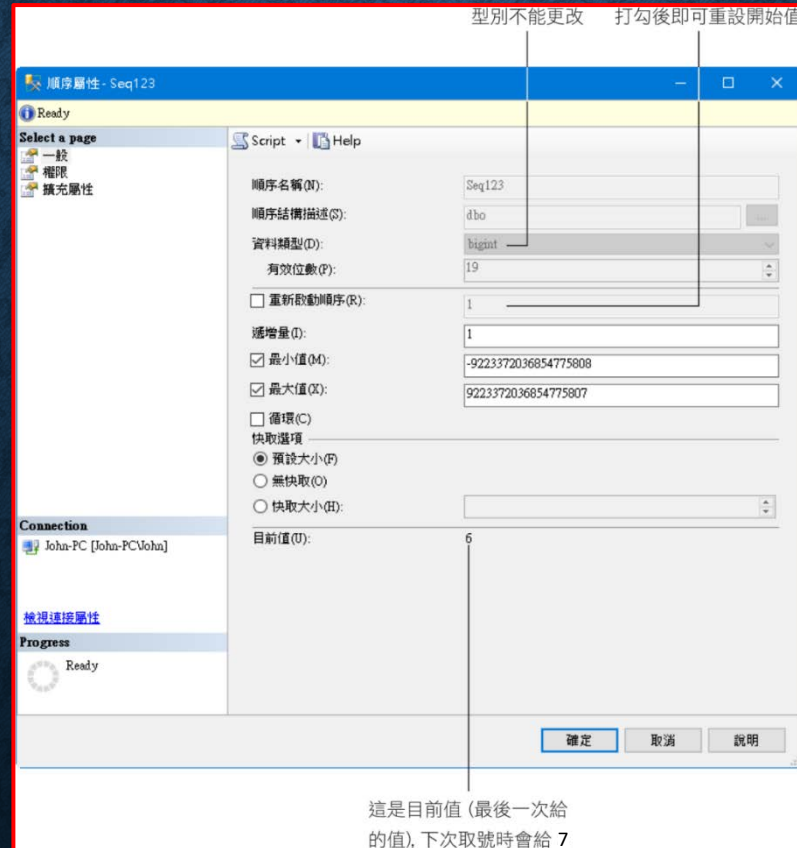 型別不能更改
打勾後即可重設開始值
順序屬性 - Seq123
Ready
Select a page
一般
權限
擴充屬性
Script
Help
順序名稱(N):
Seq123
順序結構描述(S):
dbo
...
資料類型(D):
bigint
有效位數(P):
19
重新啟動順序(R):
1
遞增量(I):
1
最小值(M):
-9223372036854775808
最大值(X):
9223372036854775807
循環(C)
快取選項
預設大小(F)
無快取(O)
快取大小(H):
目前值(U):
6
Connection
John-PC [John-PC\John]
檢視連接屬性
Progress
Ready
確定
取消
說明
這是目前值 (最後一次給
的值), 下次取號時會給 7